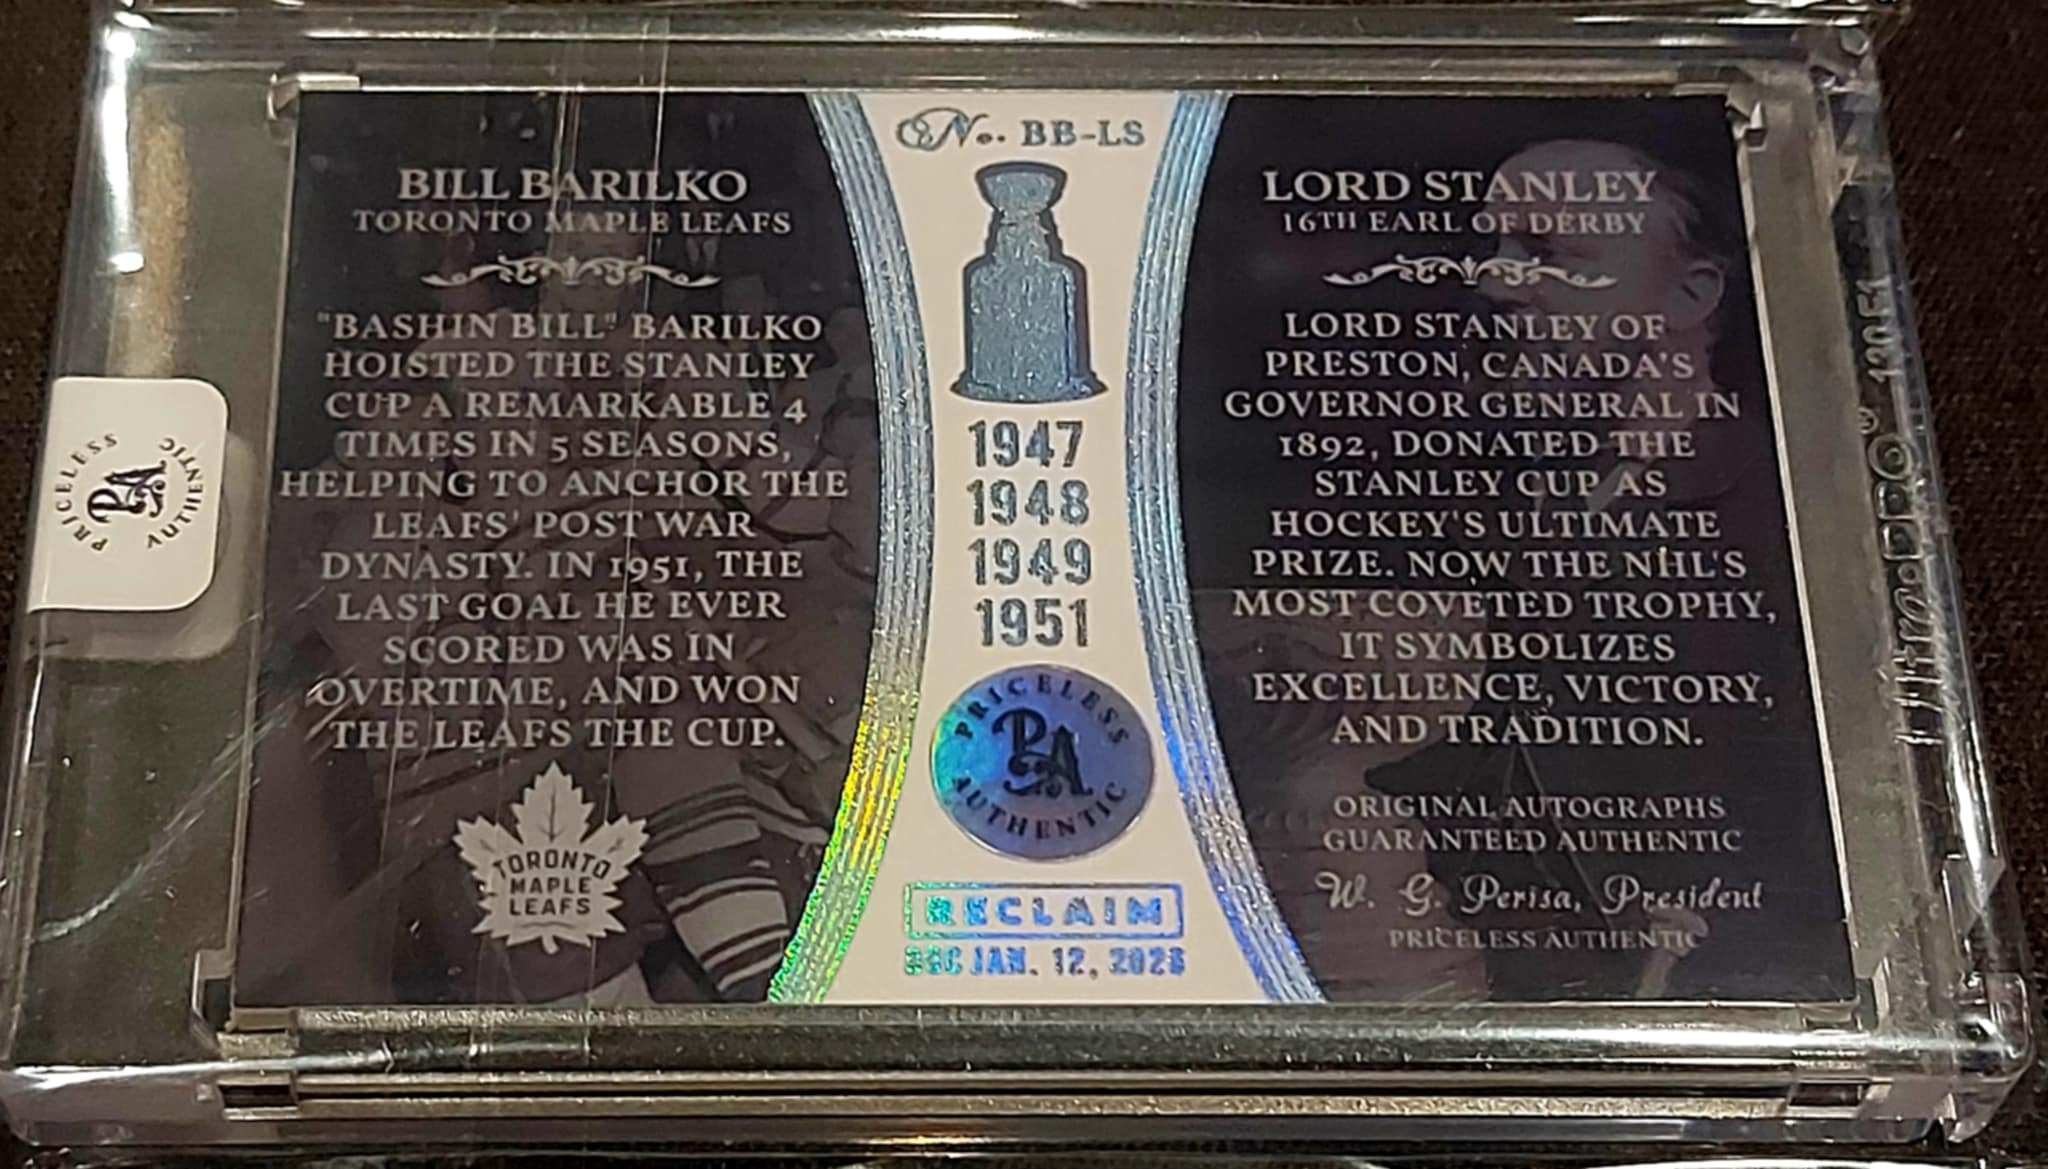 No. BB-LS
BILL BARILKO
TORONTO MAPLE LEAFS
"BASHIN BILL" BARILKO
HOISTED THE STANLEY
CUP A REMARKABLE 4
TIMES IN 5 SEASONS,
HELPING TO ANCHOR THE
LEAFS' POST WAR
DYNASTY. IN 1951, THE
LAST GOAL HE EVER
SCORED WAS IN
OVERTIME, AND WON
THE LEAFS THE CUP.
TORONTO
MAPLE
LEAFS
1947
1948
1949
1951
PRICELESS
PA
AUTHENTIC
RECLAIM
JAN. 12, 2026
LORD STANLEY
16TH EARL OF DERBY
LORD STANLEY OF
PRESTON, CANADA'S
GOVERNOR GENERAL IN
1892, DONATED THE
STANLEY CUP AS
HOCKEY'S ULTIMATE
PRIZE. NOW THE NHL'S
MOST COVETED TROPHY,
IT SYMBOLIZES
EXCELLENCE, VICTORY,
AND TRADITION.
ORIGINAL AUTOGRAPHS
GUARANTEED AUTHENTIC
W. G. Perisa, President
PRICELESS AUTHENTIC
PRICELESS
PA
AUTHENTIC
Ultra•PRO®